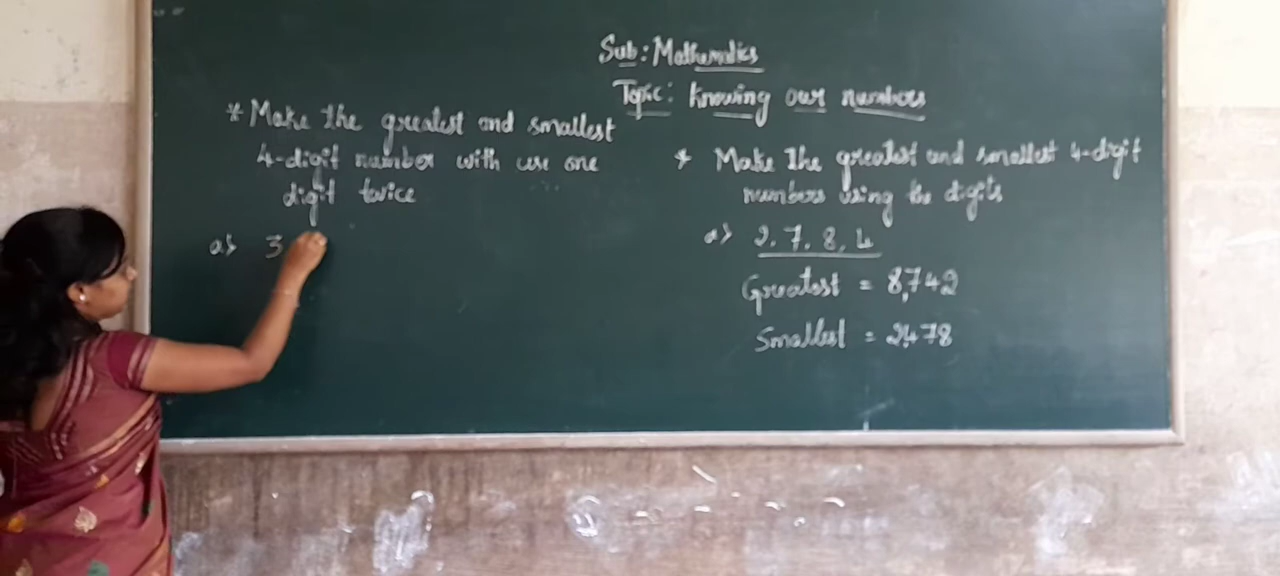 Sub: Mathematics
Topic: Knowing our numbers
* Make the greatest and smallest
4-digit number with use one
digit twice
a) 3
* Make the greatest and smallest 4-digit
numbers using the digits
a) 2, 7, 8, 4
Greatest = 8,742
Smallest = 2,478